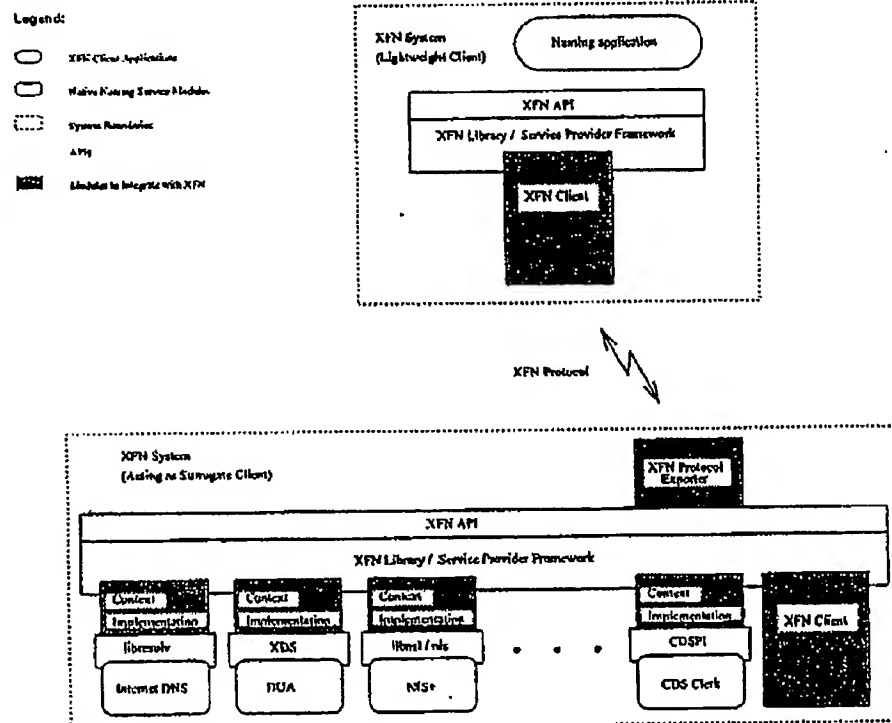 Legend:
XFN Client Applications
Native Naming Service Modules
System Boundaries
APIs
Modules to Integrate with XFN
XFN System
(Lightweight Client)
Naming application
XFN API
XFN Library / Service Provider Framework
XFN Client
XFN Protocol
XFN System
(Acting as Surrogate Client)
XFN Protocol
Exporter
XFN API
XFN Library / Service Provider Framework
Context
Implementation
libresolv
Internet DNS
Context
Implementation
XDS
DUA
Context
Implementation
libnsl / nis
NIS+
Context
Implementation
CDSPI
CDS Clerk
XFN Client